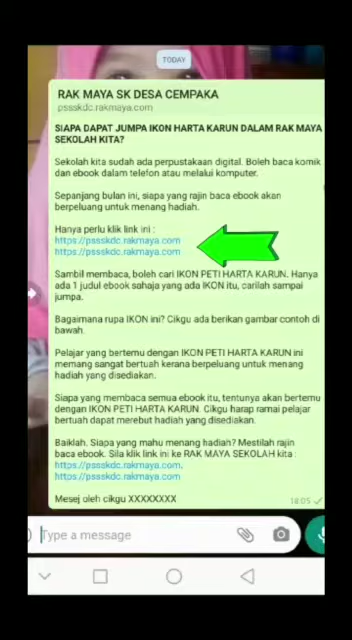 TODAY
RAK MAYA SK DESA CEMPAKA
pssskdc.rakmaya.com
SIAPA DAPAT JUMPA IKON HARTA KARUN DALAM RAK MAYA
SEKOLAH KITA?
Sekolah kita sudah ada perpustakaan digital. Boleh baca komik
dan ebook dalam telefon atau melalui komputer.
Sepanjang bulan ini, siapa yang rajin baca ebook akan
berpeluang untuk menang hadiah.
Hanya perlu klik link ini :
https://pssskdc.rakmaya.com
https://pssskdc.rakmaya.com
Sambil membaca, boleh cari IKON PETI HARTA KARUN. Hanya
ada 1 judul ebook sahaja yang ada IKON itu, carilah sampai
jumpa.
Bagaimana rupa IKON ini? Cikgu ada berikan gambar contoh di
bawah.
Pelajar yang bertemu dengan IKON PETI HARTA KARUN ini
memang sangat bertuah kerana berpeluang untuk menang
hadiah yang disediakan.
Siapa yang membaca semua ebook itu, tentunya akan bertemu
dengan IKON PETI HARTA KARUN. Cikgu harap ramai pelajar
bertuah dapat merebut hadiah yang disediakan.
Baiklah. Siapa yang mahu menang hadiah? Mestilah rajin
baca ebook. Sila klik link ini ke RAK MAYA SEKOLAH kita :
https://pssskdc.rakmaya.com.
https://pssskdc.rakmaya.com
Mesej oleh cikgu XXXXXXXX
18:05
Type a message